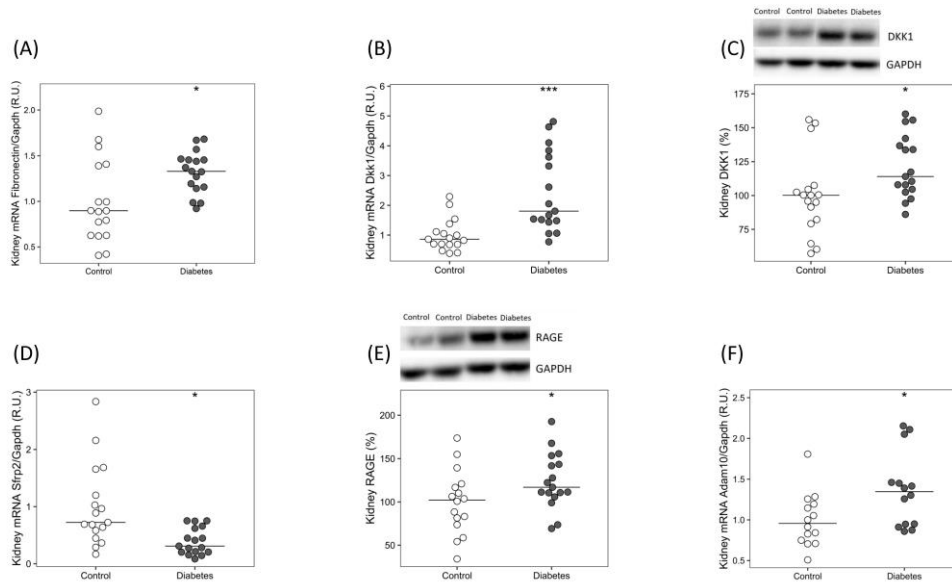 (A)
Kidney mRNA Fibronectin/Gapdh (R.U.)
2.0
1.5
1.0
0.5
*
Control Diabetes
(B)
Kidney mRNA Dkk1/Gapdh (R.U.)
6
5
4
3
2
1
***
Control Diabetes
(C)
Control Control Diabetes Diabetes
DKK1
GAPDH
Kidney DKK1 (%)
175
150
125
100
75
*
Control Diabetes
(D)
Kidney mRNA Sfrp2/Gapdh (R.U.)
3
2
1
0
*
Control Diabetes
(E)
Control Control Diabetes Diabetes
RAGE
GAPDH
Kidney RAGE (%)
200
150
100
50
*
Control Diabetes
(F)
Kidney mRNA Adam10/Gapdh (R.U.)
2.5
2.0
1.5
1.0
0.5
*
Control Diabetes